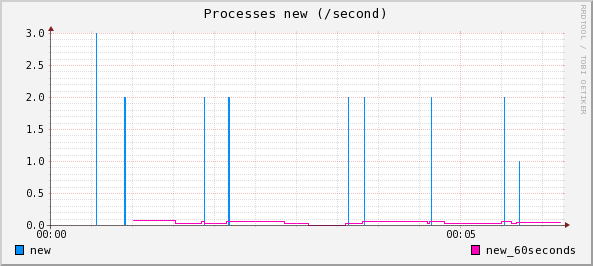 Processes new (/second)
RRDTOOL / TOBI OETIKER
3.0
2.5
2.0
1.5
1.0
0.5
0.0
00:00 00:05
new new_60seconds